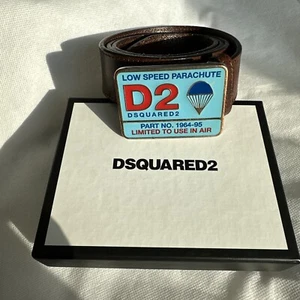 LOW SPEED PARACHUTE
D2
DSQUARED2
PART NO. 1964-95
LIMITED TO USE IN AIR
DSQUARED2